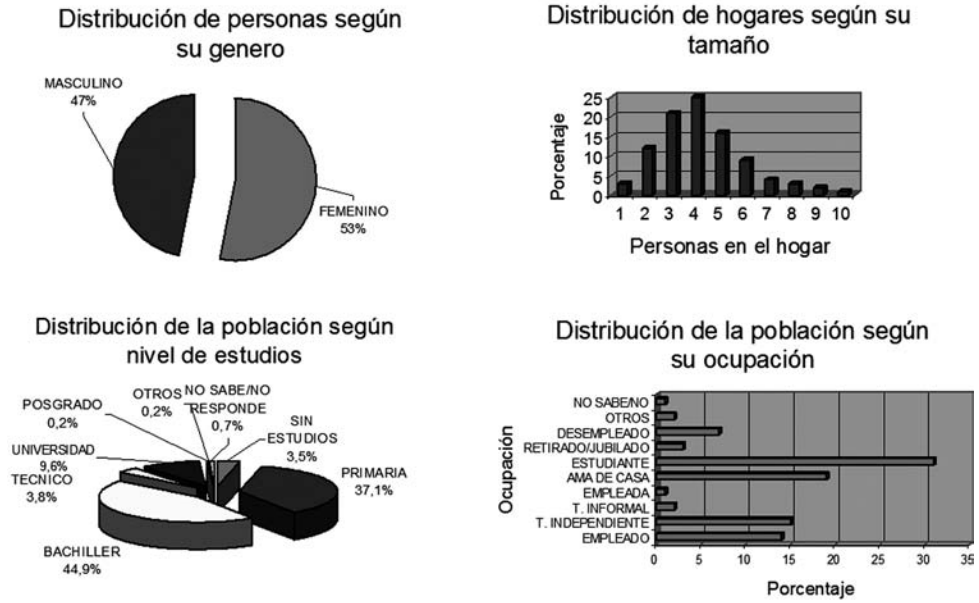 Distribución de personas según
su genero
MASCULINO
47%
FEMENINO
53%
Distribución de hogares según su
tamaño
Porcentaje
25
20
15
10
5
0
1 2 3 4 5 6 7 8 9 10
Personas en el hogar
Distribución de la población según
nivel de estudios
OTROS
0,2%
NO SABE/NO
RESPONDE
0,7%
POSGRADO
0,2%
SIN
ESTUDIOS
3,5%
UNIVERSIDAD
9,6%
TECNICO
3,8%
PRIMARIA
37,1%
BACHILLER
44,9%
Distribución de la población según
su ocupación
Ocupación
NO SABE/NO
OTROS
DESEMPLEADO
RETIRADO/JUBILADO
ESTUDIANTE
AMA DE CASA
EMPLEADA
T. INFORMAL
T. INDEPENDIENTE
EMPLEADO
0 5 10 15 20 25 30 35
Porcentaje